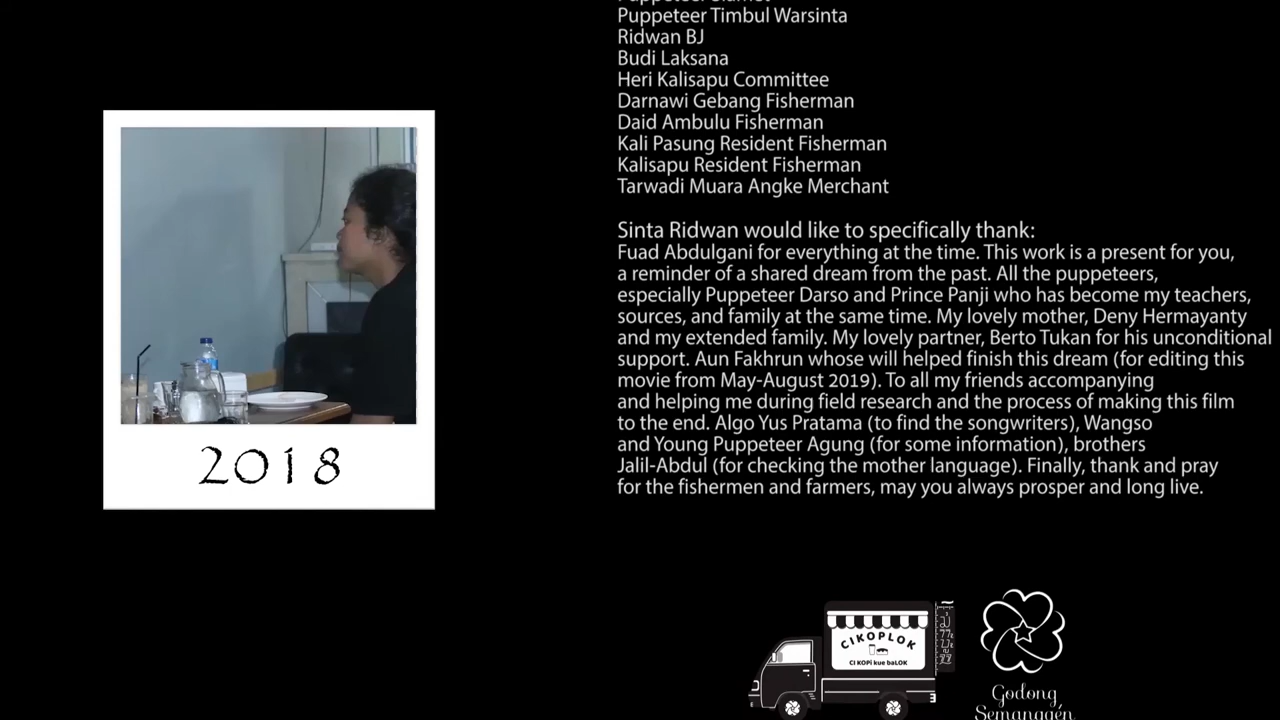 Puppeteer Timbul Warsinta
Ridwan BJ
Budi Laksana
Heri Kalisapu Committee
Darnawi Gebang Fisherman
Daid Ambulu Fisherman
Kali Pasung Resident Fisherman
Kalisapu Resident Fisherman
Tarwadi Muara Angke Merchant
Sinta Ridwan would like to specifically thank:
Fuad Abdulgani for everything at the time. This work is a present for you,
a reminder of a shared dream from the past. All the puppeteers,
especially Puppeteer Darso and Prince Panji who has become my teachers,
sources, and family at the same time. My lovely mother, Deny Hermayanty
and my extended family. My lovely partner, Berto Tukan for his unconditional
support. Aun Fakhrun whose will helped finish this dream (for editing this
movie from May-August 2019). To all my friends accompanying
and helping me during field research and the process of making this film
to the end. Algo Yus Pratama (to find the songwriters), Wangso
and Young Puppeteer Agung (for some information), brothers
Jalil-Abdul (for checking the mother language). Finally, thank and pray
for the fishermen and farmers, may you always prosper and long live.
2018
CIKOPLOK
CI KOPi kue baLOK
Godong
Semanggén